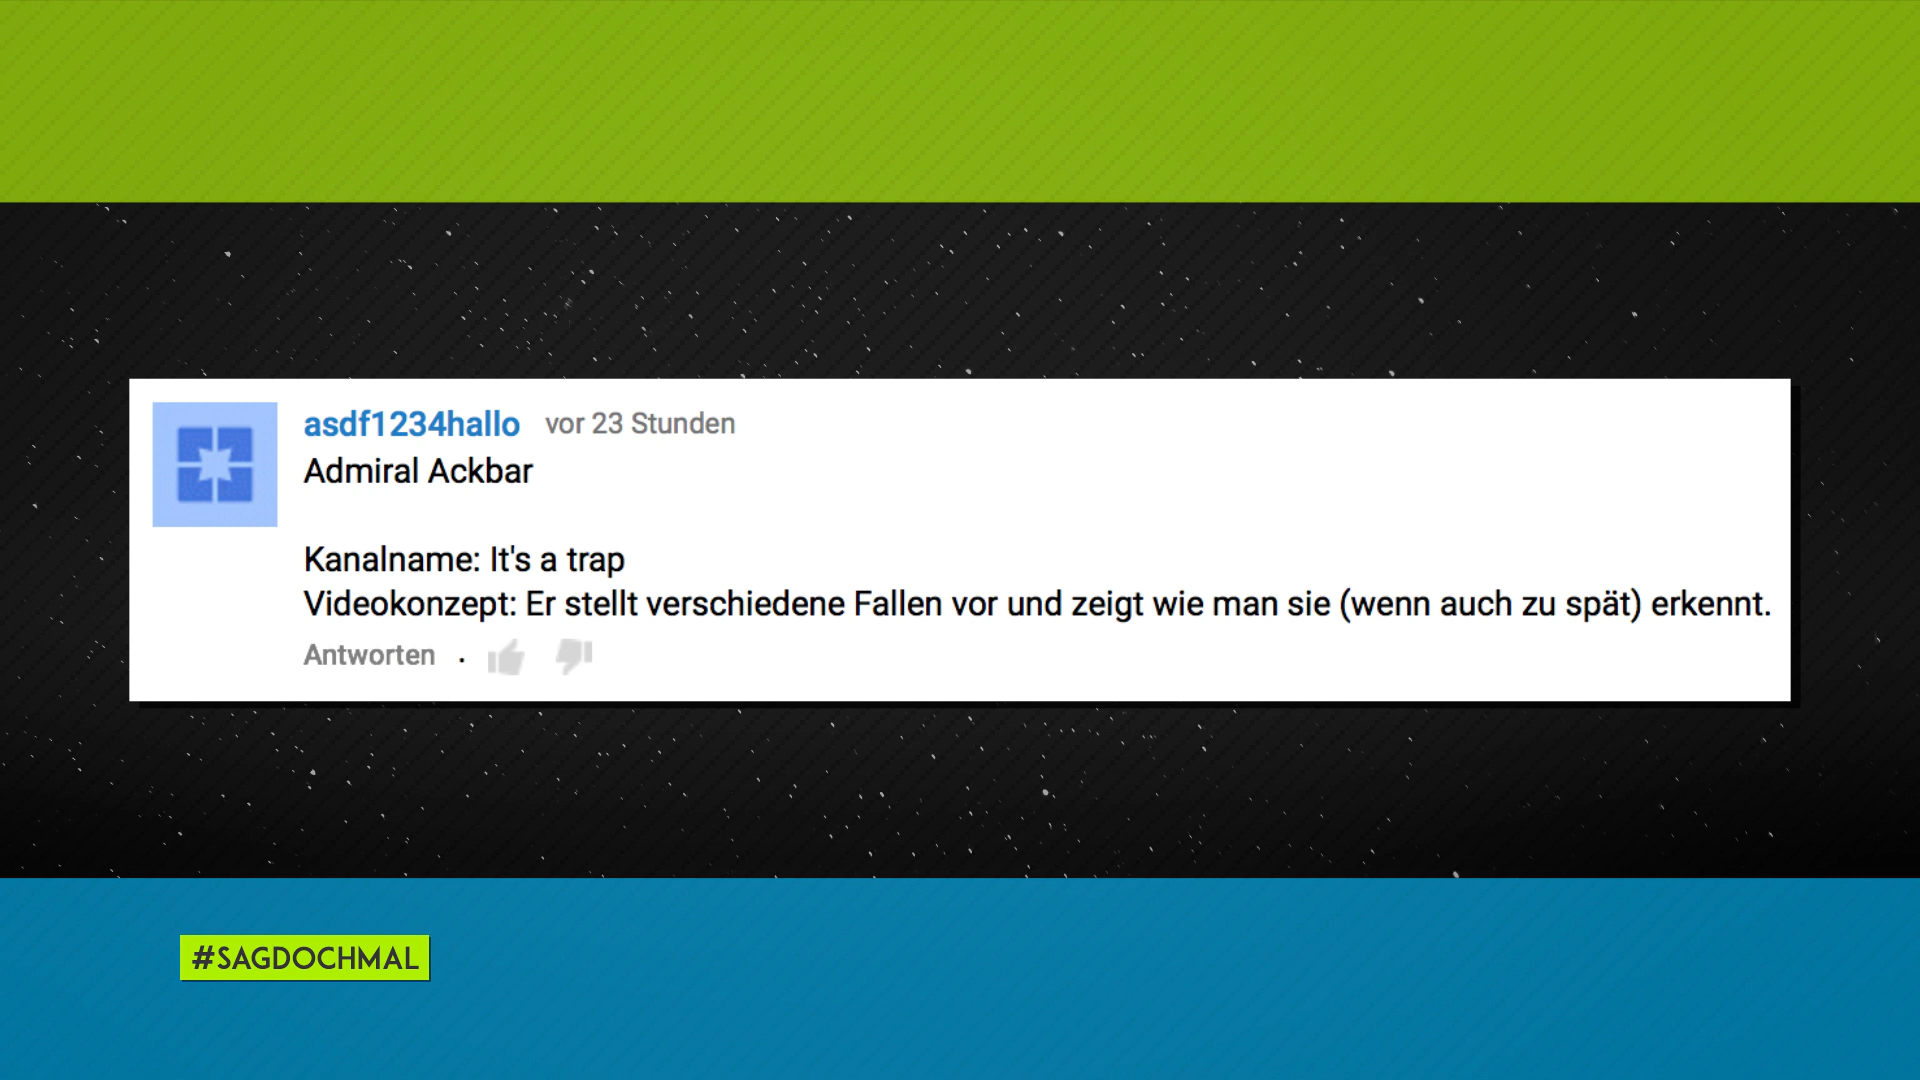 asdf1234hallo vor 23 Stunden
Admiral Ackbar
Kanalname: It's a trap
Videokonzept: Er stellt verschiedene Fallen vor und zeigt wie man sie (wenn auch zu spät) erkennt.
Antworten ·
#SAGDOCHMAL